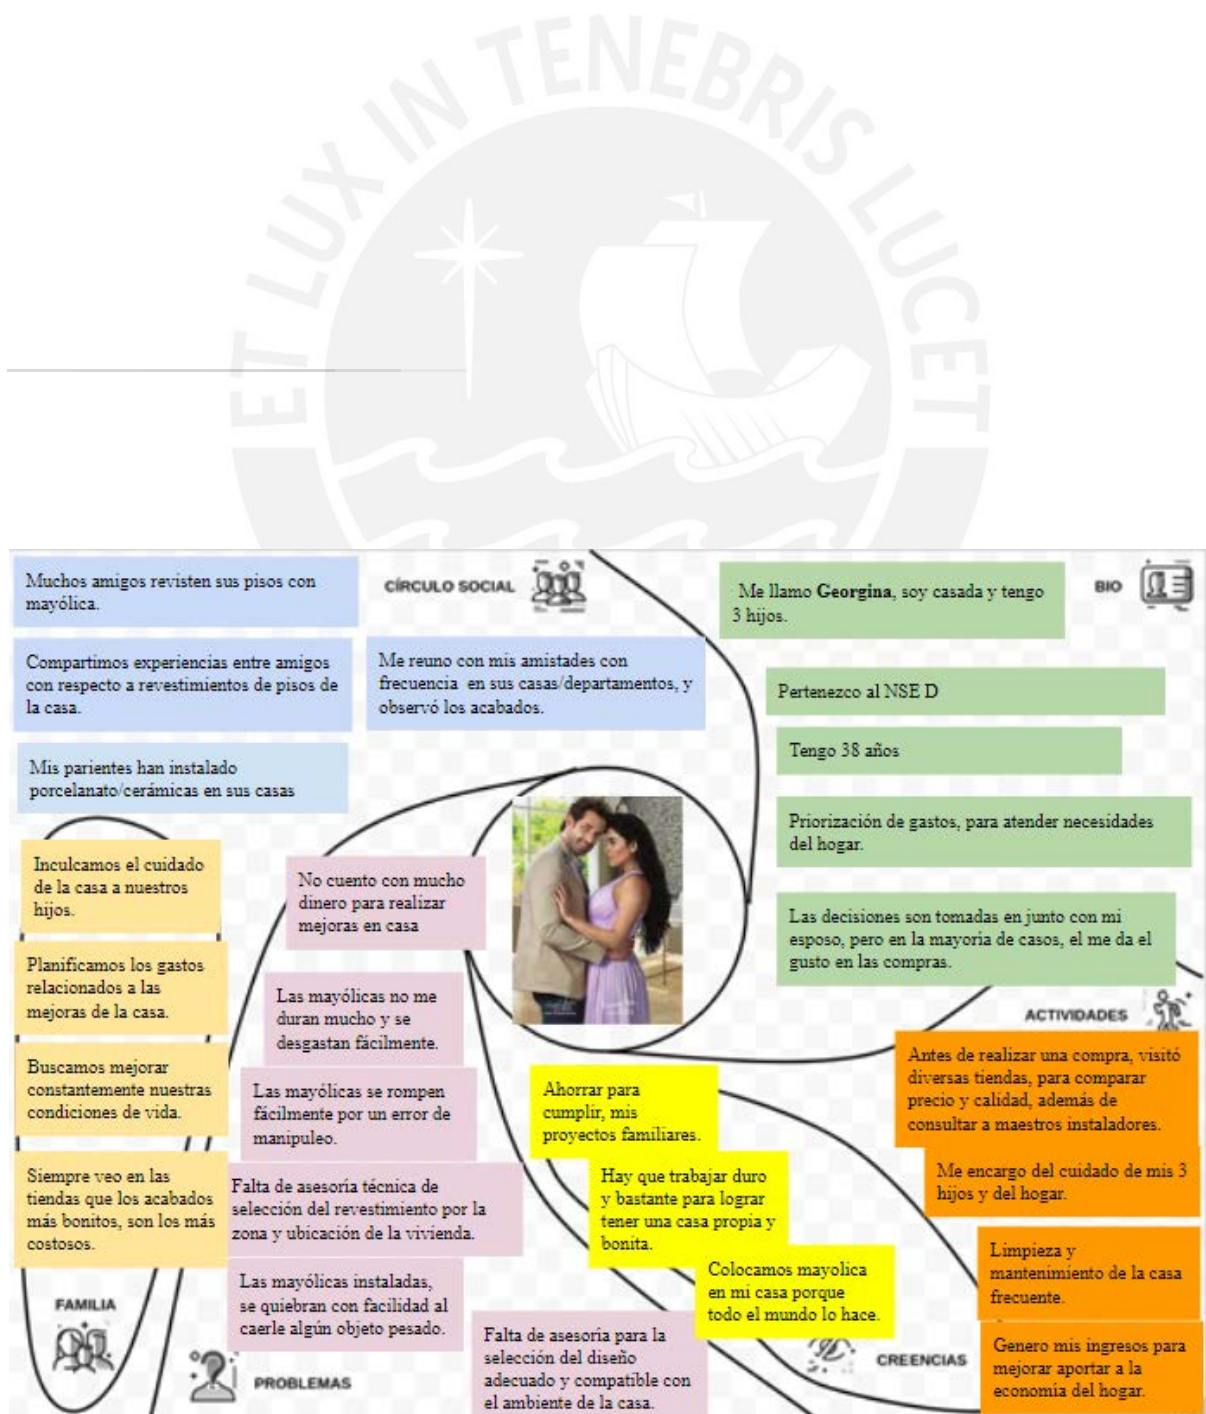 ET LUX IN TENEBRIS LUCET
Muchos amigos revisten sus pisos con
mayólica.
CÍRCULO SOCIAL
Compartimos experiencias entre amigos
con respecto a revestimientos de pisos de
la casa.
Me reuno con mis amistades con
frecuencia en sus casas/departamentos, y
observó los acabados.
Mis parientes han instalado
porcelanato/cerámicas en sus casas
BIO
Me llamo Georgina, soy casada y tengo
3 hijos.
Pertenezco al NSE D
Tengo 38 años
Priorización de gastos, para atender necesidades
del hogar.
Las decisiones son tomadas en junto con mi
esposo, pero en la mayoría de casos, el me da el
gusto en las compras.
Inculcamos el cuidado
de la casa a nuestros
hijos.
Planificamos los gastos
relacionados a las
mejoras de la casa.
Buscamos mejorar
constantemente nuestras
condiciones de vida.
Siempre veo en las
tiendas que los acabados
más bonitos, son los más
costosos.
FAMILIA
No cuento con mucho
dinero para realizar
mejoras en casa
Las mayólicas no me
duran mucho y se
desgastan fácilmente.
Las mayólicas se rompen
fácilmente por un error de
manipuleo.
Falta de asesoría técnica de
selección del revestimiento por la
zona y ubicación de la vivienda.
Las mayólicas instaladas,
se quiebran con facilidad al
caerle algún objeto pesado.
Falta de asesoría para la
selección del diseño
adecuado y compatible con
el ambiente de la casa.
PROBLEMAS
Ahorrar para
cumplir, mis
proyectos familiares.
Hay que trabajar duro
y bastante para lograr
tener una casa propia y
bonita.
Colocamos mayolica
en mi casa porque
todo el mundo lo hace.
CREENCIAS
ACTIVIDADES
Antes de realizar una compra, visitó
diversas tiendas, para comparar
precio y calidad, además de
consultar a maestros instaladores.
Me encargo del cuidado de mis 3
hijos y del hogar.
Limpieza y
mantenimiento de la casa
frecuente.
Genero mis ingresos para
mejorar aportar a la
economía del hogar.